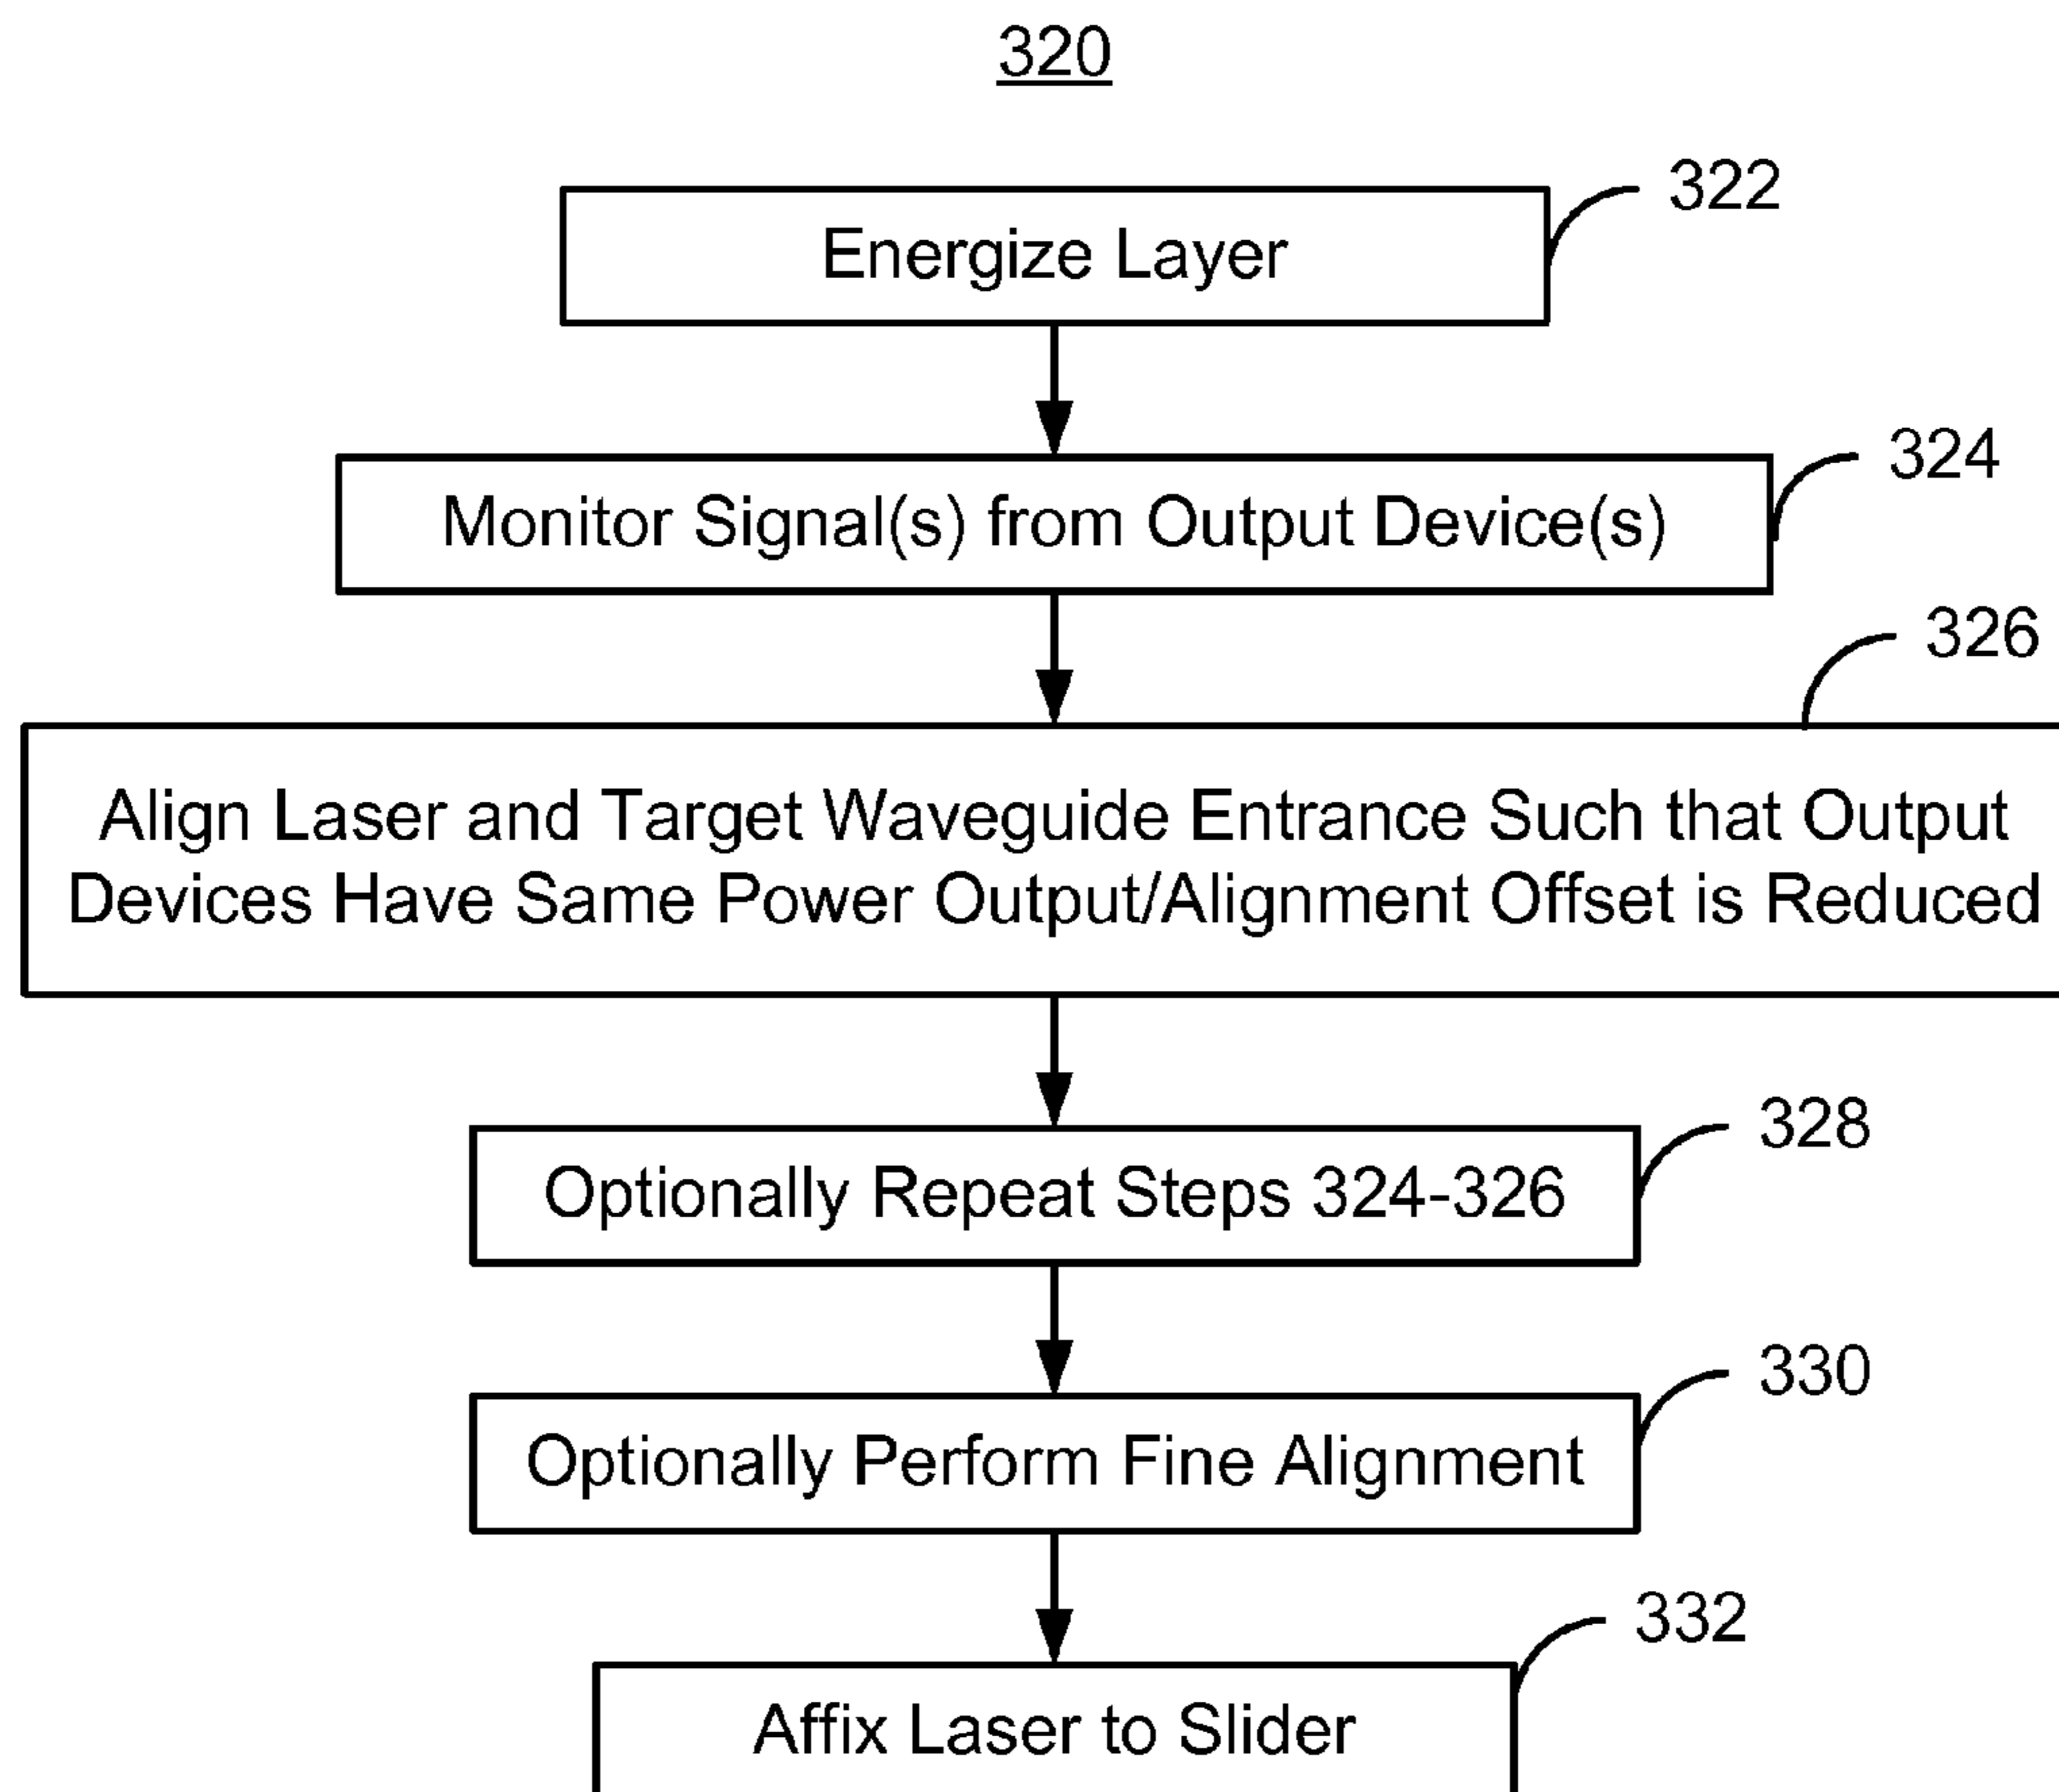 320
322
Energize Layer
324
Monitor Signal(s) from Output Device(s)
326
Align Laser and Target Waveguide Entrance Such that Output
Devices Have Same Power Output/Alignment Offset is Reduced
328
Optionally Repeat Steps 324-326
330
Optionally Perform Fine Alignment
332
Affix Laser to Slider